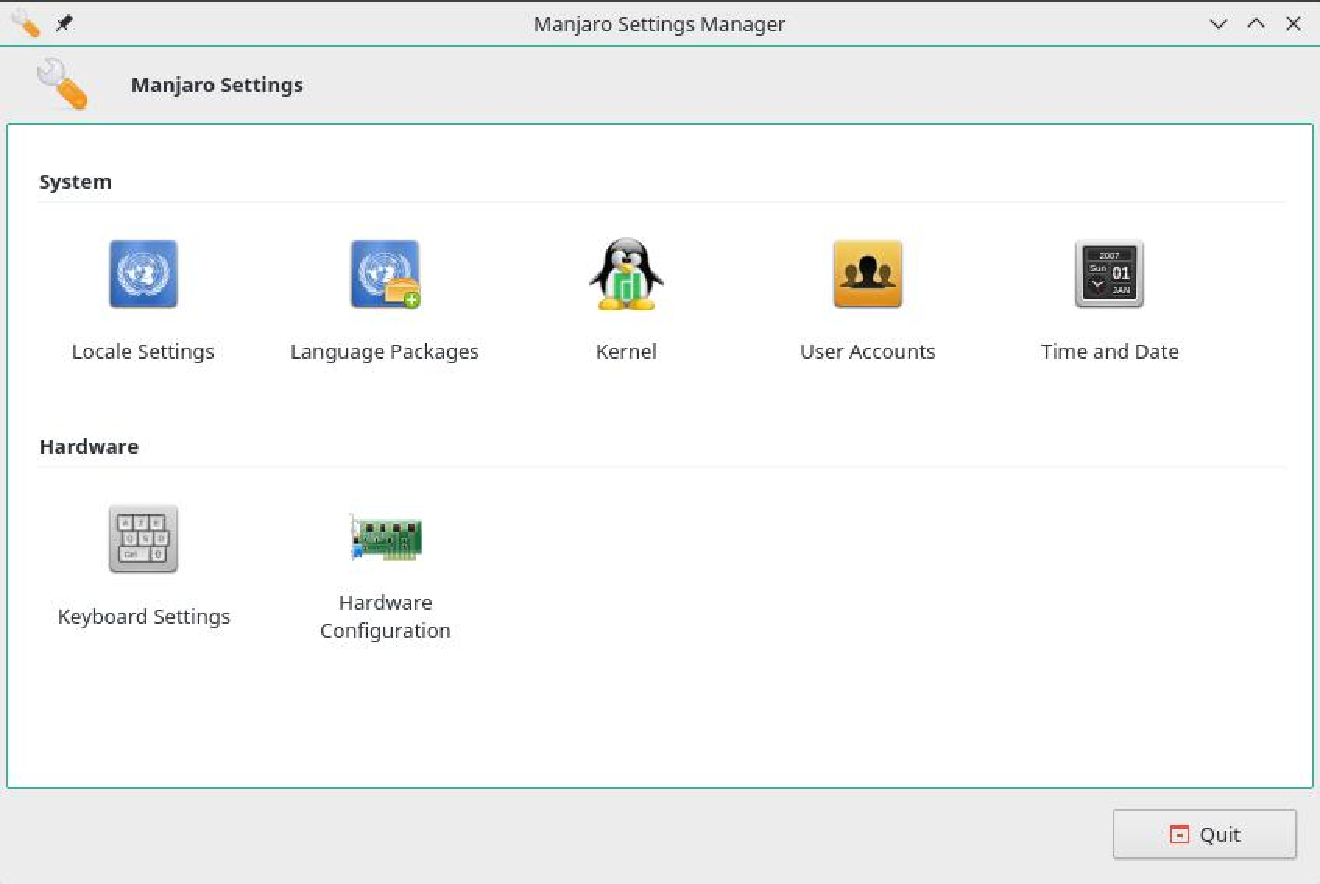 Manjaro Settings Manager
Manjaro Settings
System
2007
Sun 01
JAN
Locale Settings
Language Packages
Kernel
User Accounts
Time and Date
Hardware
Ctrl
Keyboard Settings
Hardware
Configuration
Quit